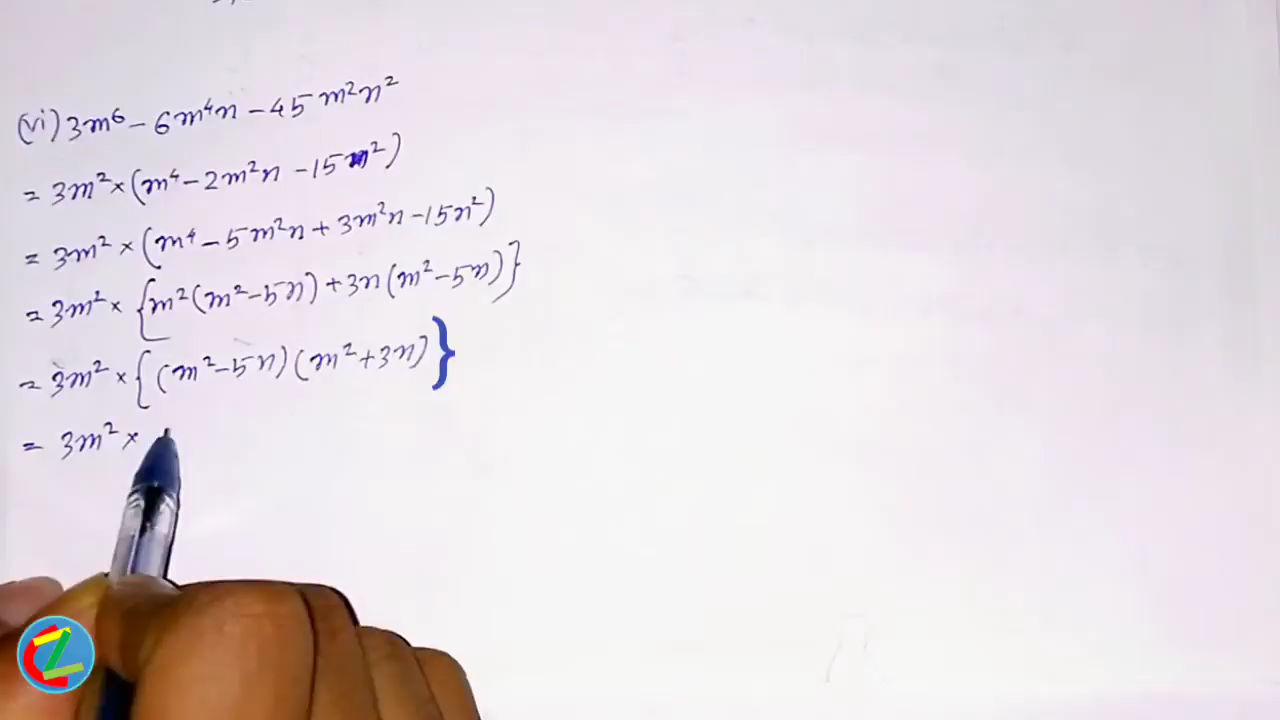 (vi) 3m⁶ - 6m⁴n - 45m²n²
= 3m² × (m⁴ - 2m²n - 15n²)
= 3m² × (m⁴ - 5m²n + 3m²n - 15n²)
= 3m² × {m²(m² - 5n) + 3n(m² - 5n)}
= 3m² × {(m² - 5n)(m² + 3n)}
= 3m² ×